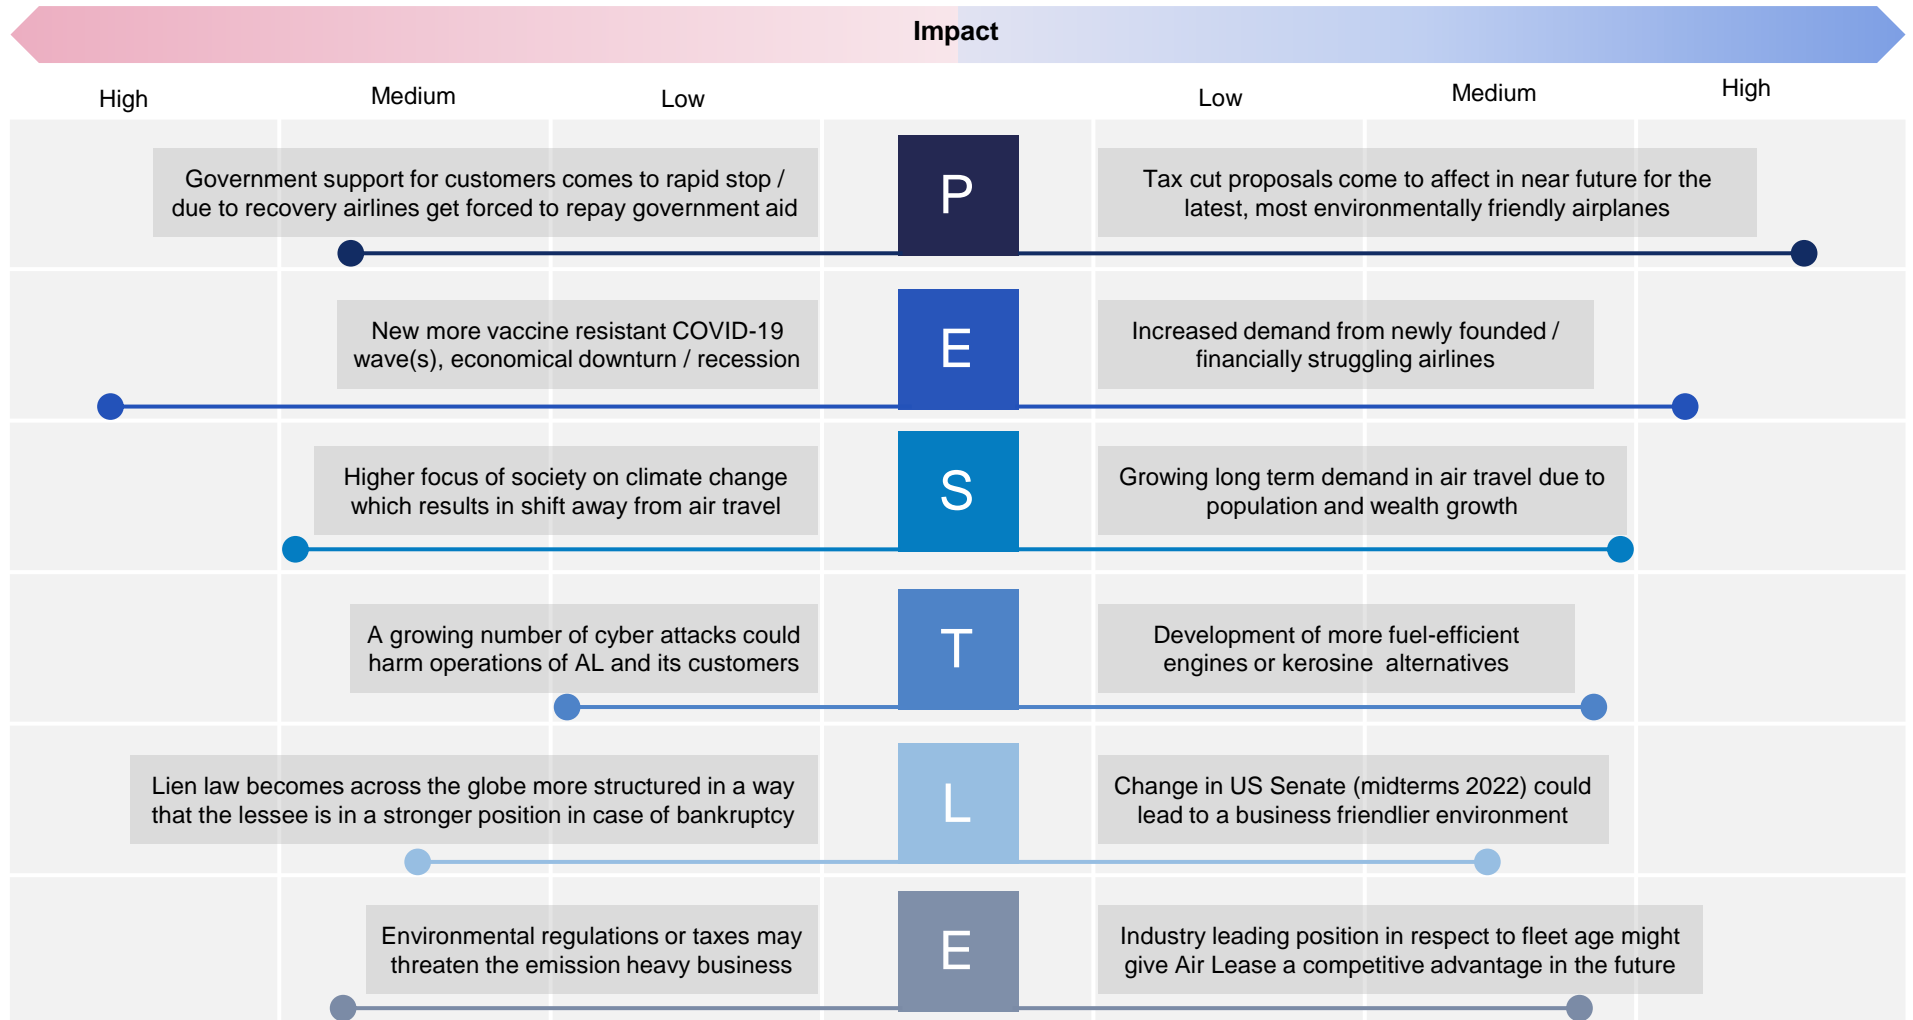 Impact
High
Medium
Low
Low
Medium
High
Government support for customers comes to rapid stop /
due to recovery airlines get forced to repay government aid
P
Tax cut proposals come to affect in near future for the
latest, most environmentally friendly airplanes
New more vaccine resistant COVID-19
wave(s), economical downturn / recession
E
Increased demand from newly founded /
financially struggling airlines
Higher focus of society on climate change
which results in shift away from air travel
S
Growing long term demand in air travel due to
population and wealth growth
A growing number of cyber attacks could
harm operations of AL and its customers
T
Development of more fuel-efficient
engines or kerosine  alternatives
Lien law becomes across the globe more structured in a way
that the lessee is in a stronger position in case of bankruptcy
L
Change in US Senate (midterms 2022) could
lead to a business friendlier environment
Environmental regulations or taxes may
threaten the emission heavy business
E
Industry leading position in respect to fleet age might
give Air Lease a competitive advantage in the future